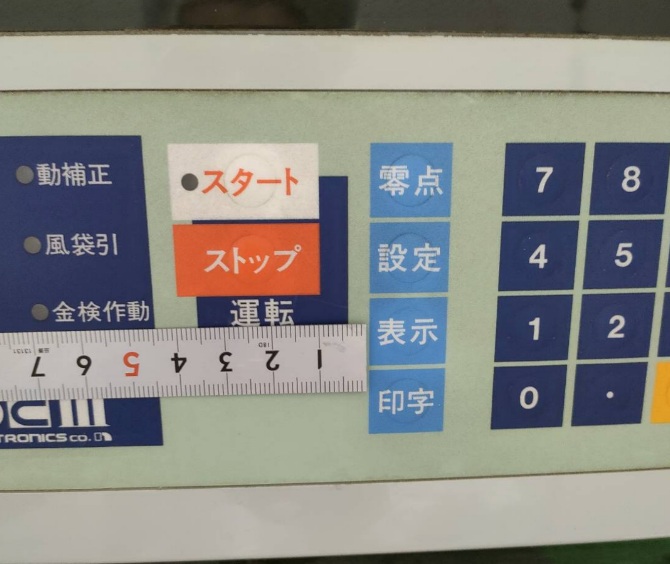 動補正
風袋引
金検作動
スタート
ストップ
運転
零点
設定
表示
印字
7 8
4 5
1 2
0 ・
1 2 3 4 5 6 7
TRONICS CO.